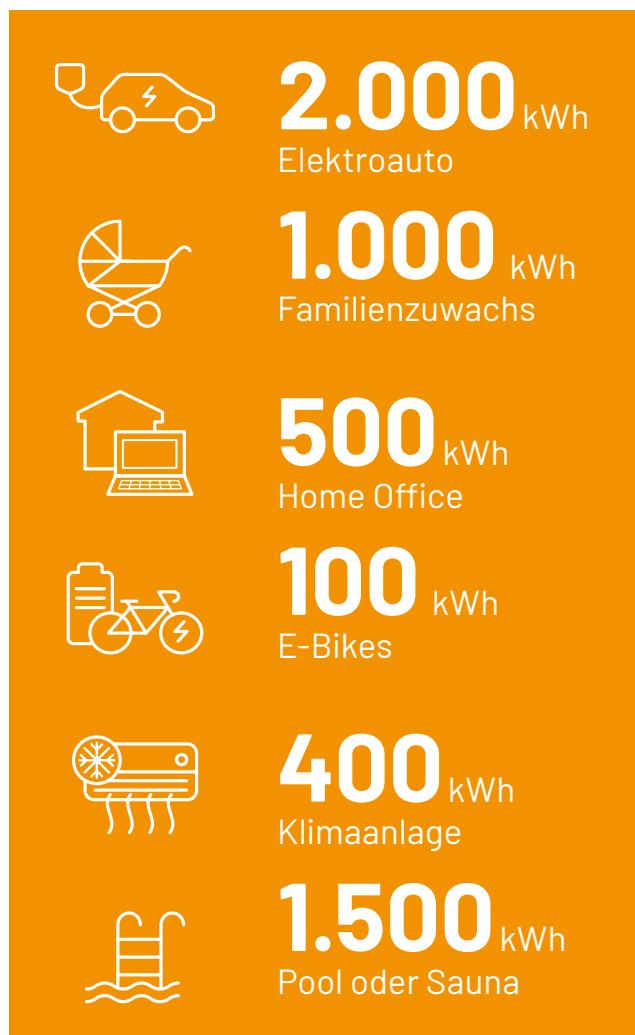 2.000 kWh
Elektroauto
1.000 kWh
Familienzuwachs
500 kWh
Home Office
100 kWh
E-Bikes
400 kWh
Klimaanlage
1.500 kWh
Pool oder Sauna